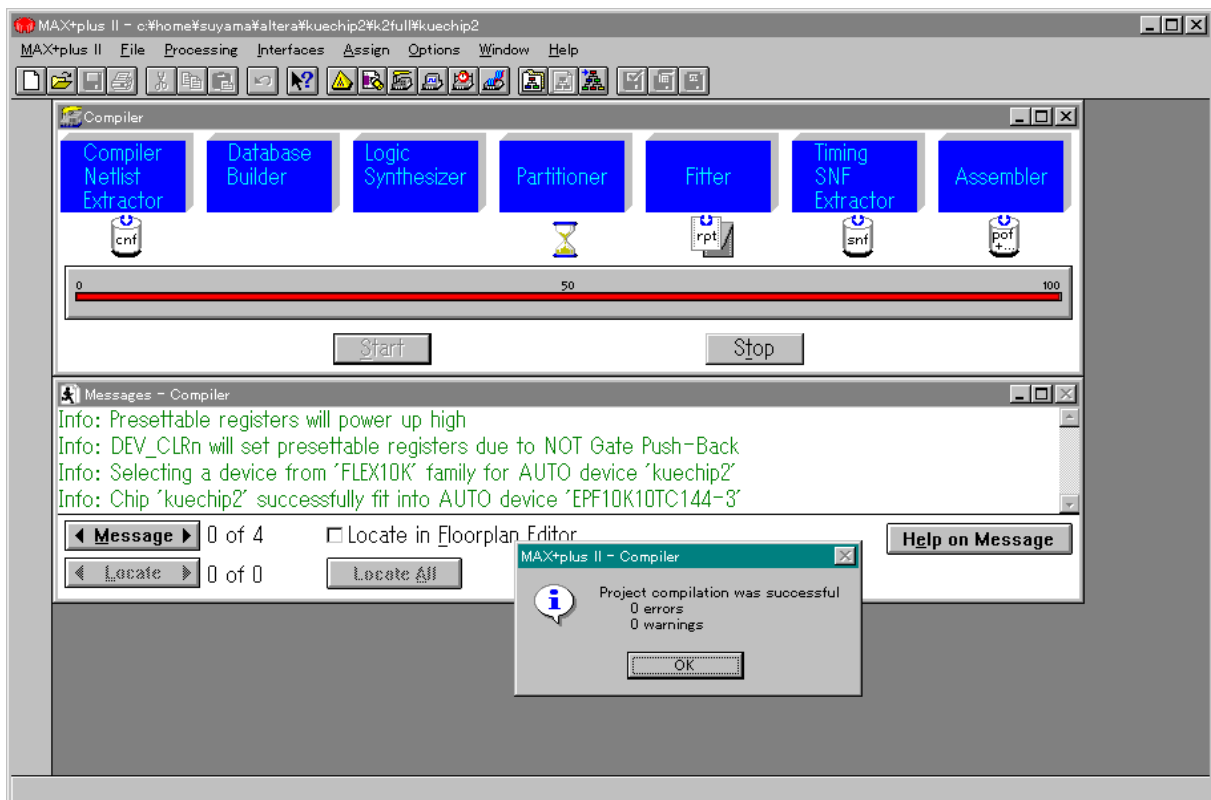 MAX+plus II - c:¥home¥suyama¥altera¥kuechip2¥k2full¥kuechip2
MAX+plus II File Processing Interfaces Assign Options Window Help
Compiler
Compiler Netlist Extractor
Database Builder
Logic Synthesizer
Partitioner
Fitter
Timing SNF Extractor
Assembler
cnf
rpt
snf
pof +...
0 50 100
Start Stop
Messages - Compiler
Info: Presettable registers will power up high
Info: DEV_CLRn will set presettable registers due to NOT Gate Push-Back
Info: Selecting a device from 'FLEX10K' family for AUTO device 'kuechip2'
Info: Chip 'kuechip2' successfully fit into AUTO device 'EPF10K10TC144-3'
Message 0 of 4 Locate in Floorplan Editor Help on Message
Locate 0 of 0 Locate All
MAX+plus II - Compiler
Project compilation was successful
0 errors
0 warnings
OK